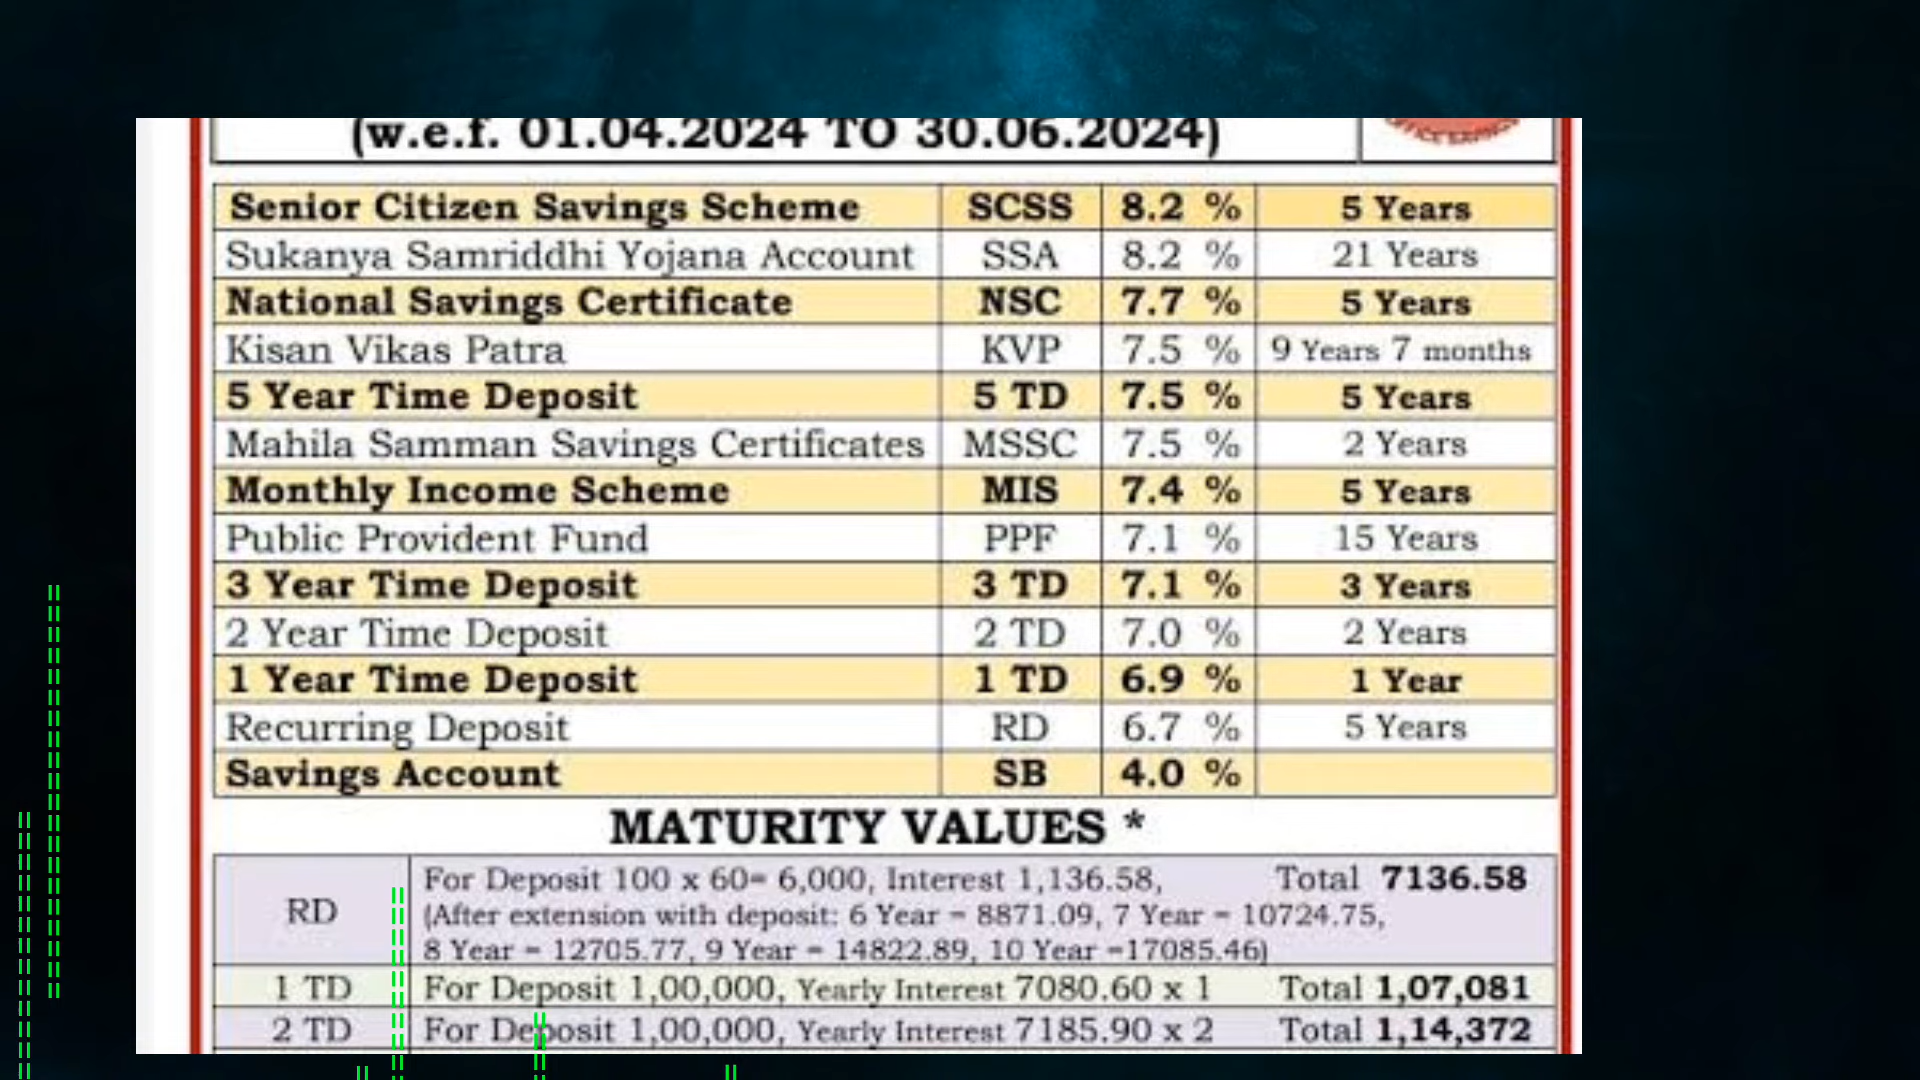 (w.e.f. 01.04.2024 TO 30.06.2024)
OFFICE SAVINGS
Senior Citizen Savings Scheme SCSS 8.2 % 5 Years
Sukanya Samriddhi Yojana Account SSA 8.2 % 21 Years
National Savings Certificate NSC 7.7 % 5 Years
Kisan Vikas Patra KVP 7.5 % 9 Years 7 months
5 Year Time Deposit 5 TD 7.5 % 5 Years
Mahila Samman Savings Certificates MSSC 7.5 % 2 Years
Monthly Income Scheme MIS 7.4 % 5 Years
Public Provident Fund PPF 7.1 % 15 Years
3 Year Time Deposit 3 TD 7.1 % 3 Years
2 Year Time Deposit 2 TD 7.0 % 2 Years
1 Year Time Deposit 1 TD 6.9 % 1 Year
Recurring Deposit RD 6.7 % 5 Years
Savings Account SB 4.0 %
MATURITY VALUES *
RD For Deposit 100 x 60= 6,000, Interest 1,136.58, Total 7136.58
(After extension with deposit: 6 Year = 8871.09, 7 Year = 10724.75,
8 Year = 12705.77, 9 Year = 14822.89, 10 Year =17085.46)
1 TD For Deposit 1,00,000, Yearly Interest 7080.60 x 1 Total 1,07,081
2 TD For Deposit 1,00,000, Yearly Interest 7185.90 x 2 Total 1,14,372